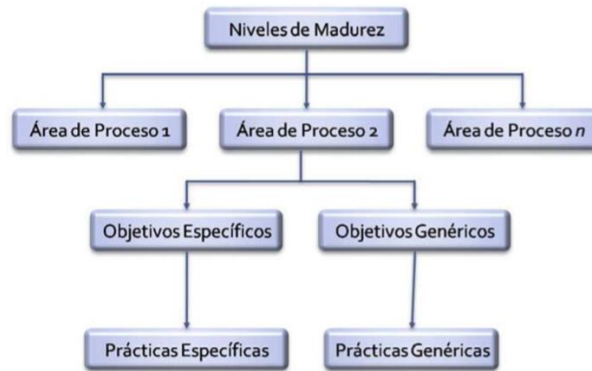 Niveles de Madurez
Área de Proceso 1
Área de Proceso 2
Área de Proceso n
Objetivos Específicos
Objetivos Genéricos
Prácticas Específicas
Prácticas Genéricas